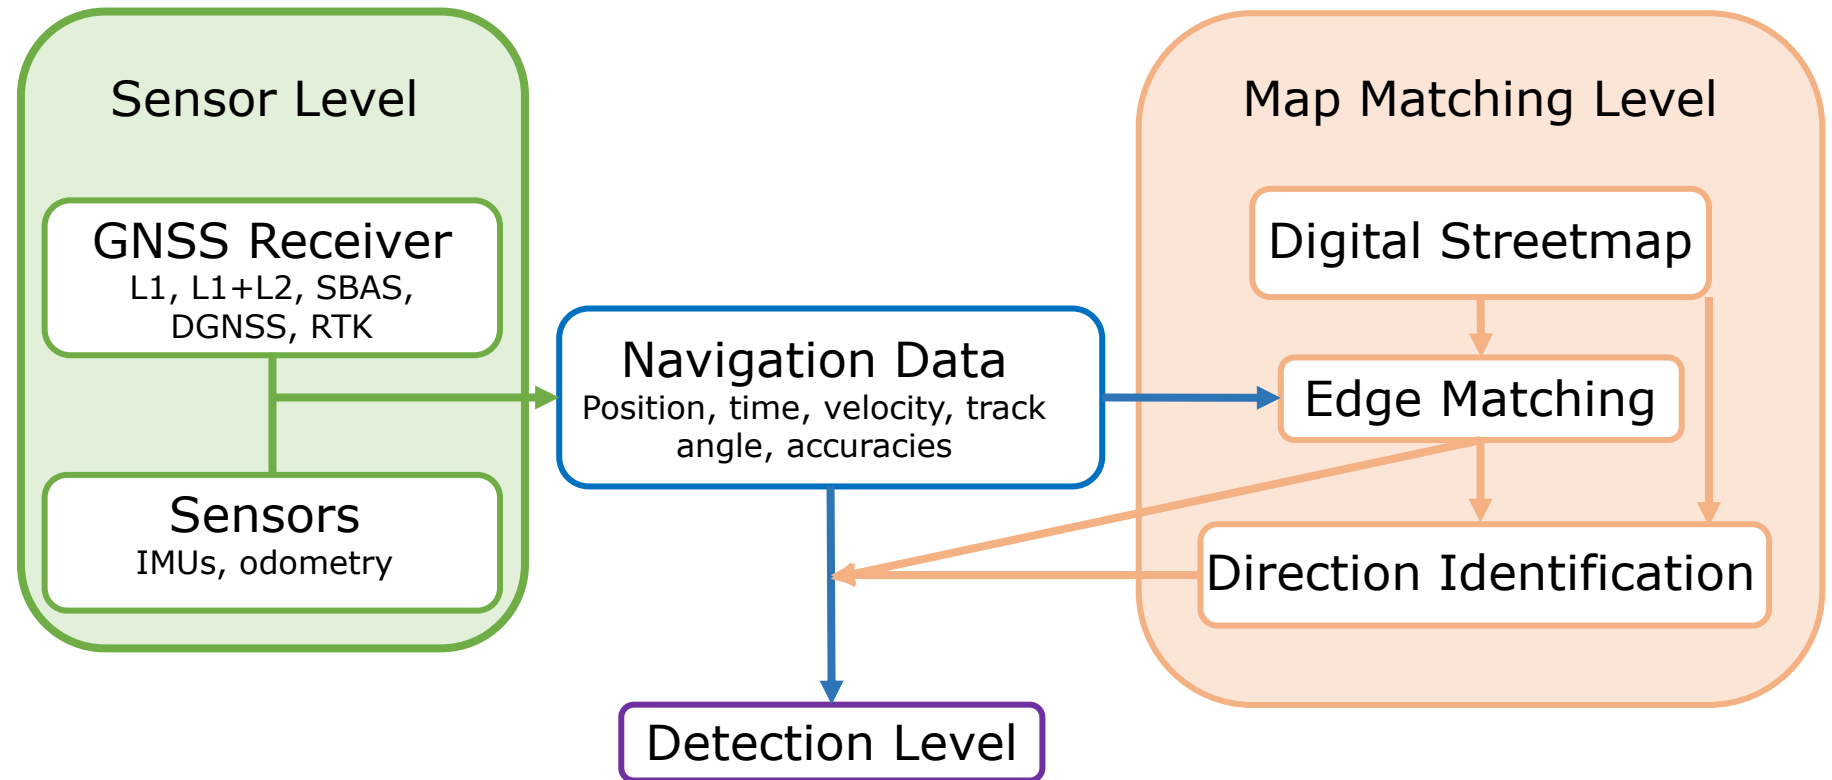 Sensor Level
GNSS Receiver
L1, L1+L2, SBAS,
DGNSS, RTK
Sensors
IMUs, odometry
Navigation Data
Position, time, velocity, track
angle, accuracies
Detection Level
Map Matching Level
Digital Streetmap
Edge Matching
Direction Identification